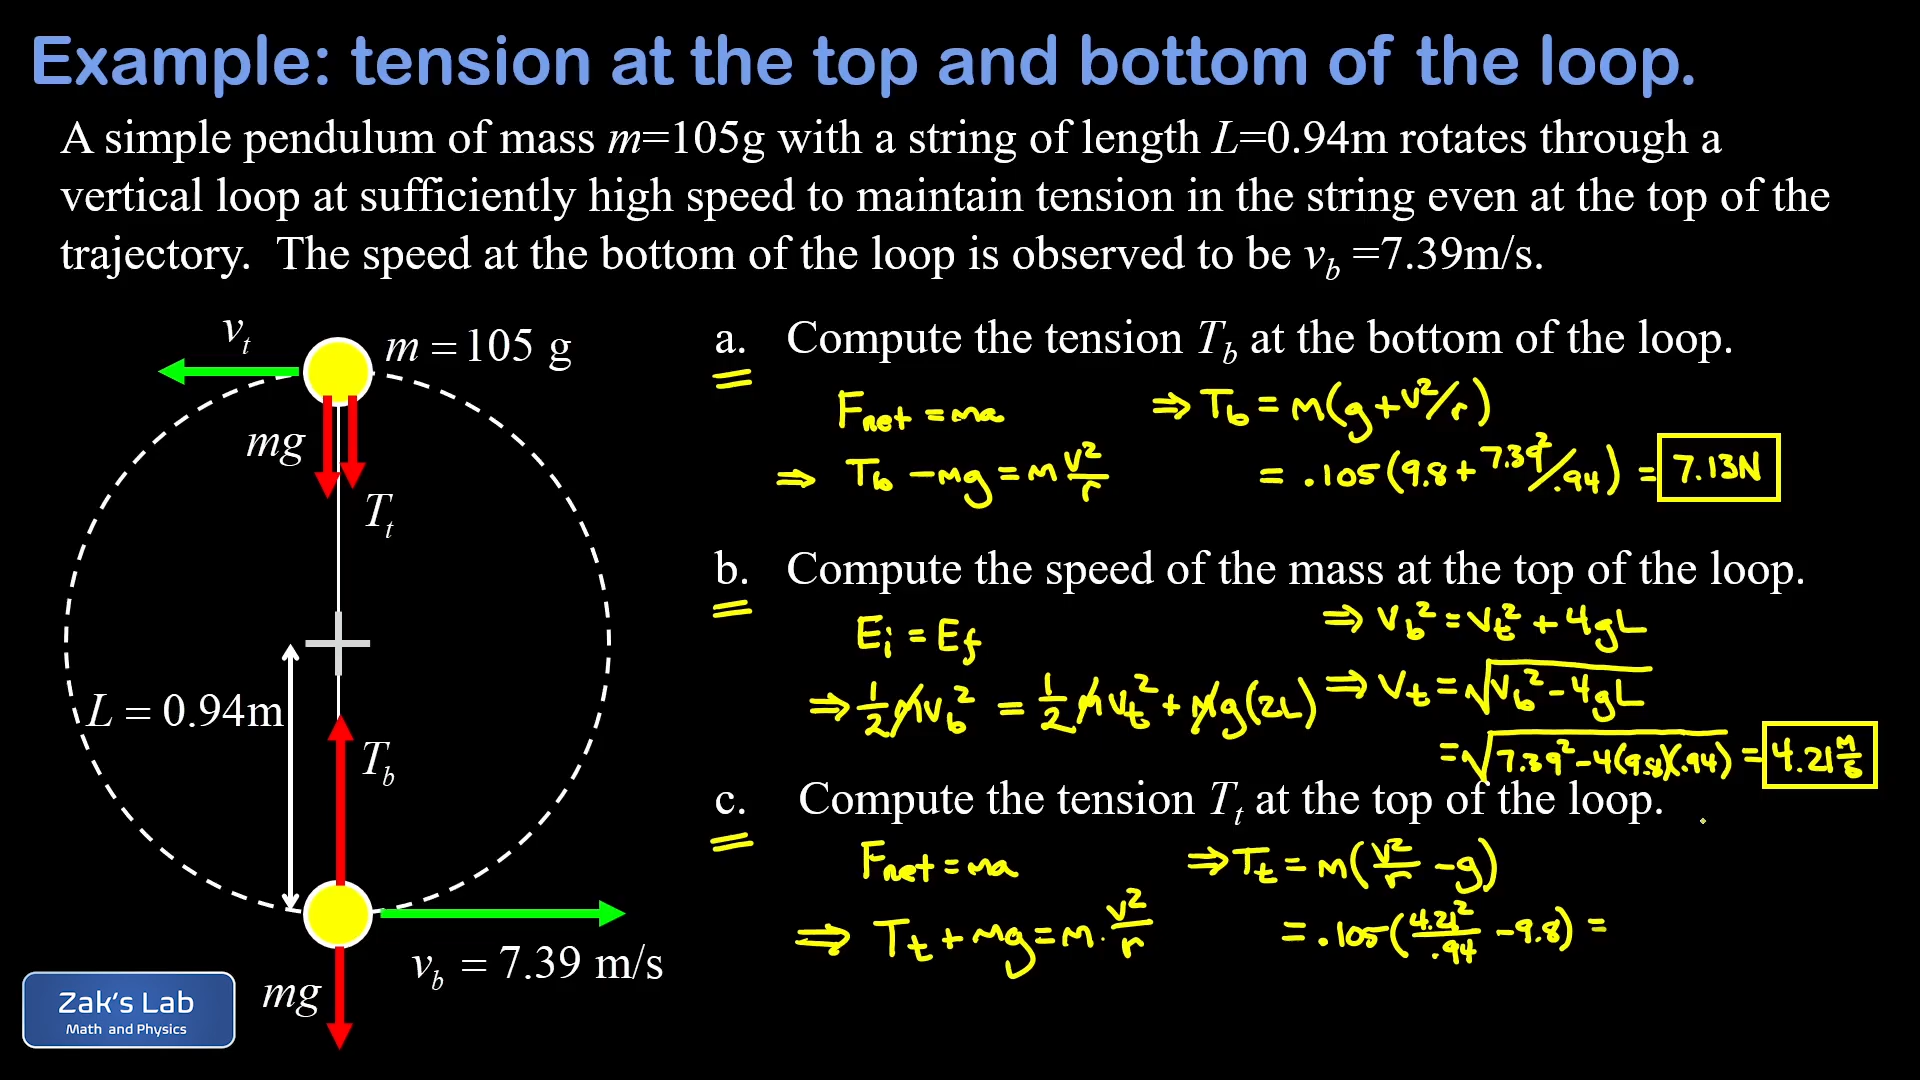 Example: tension at the top and bottom of the loop.
A simple pendulum of mass m=105g with a string of length L=0.94m rotates through a
vertical loop at sufficiently high speed to maintain tension in the string even at the top of the
trajectory. The speed at the bottom of the loop is observed to be v_b =7.39m/s.
v_t
m = 105 g
mg
T_t
L = 0.94m
T_b
v_b = 7.39 m/s
mg
Zak's Lab
Math and Physics
a. Compute the tension T_b at the bottom of the loop.
F_net = ma
⇒ T_b - mg = m v²/r
⇒ T_b = m(g + v²/r)
= .105(9.8 + 7.39²/.94) = 7.13N
b. Compute the speed of the mass at the top of the loop.
E_i = E_f
⇒ ½mv_b² = ½mv_t² + mg(2L)
⇒ v_b² = v_t² + 4gL
⇒ v_t = √(v_b² - 4gL)
= √(7.39² - 4(9.8)(.94)) = 4.21 m/s
c. Compute the tension T_t at the top of the loop.
F_net = ma
⇒ T_t + mg = m · v²/r
⇒ T_t = m(v²/r - g)
= .105(4.21²/.94 - 9.8) =